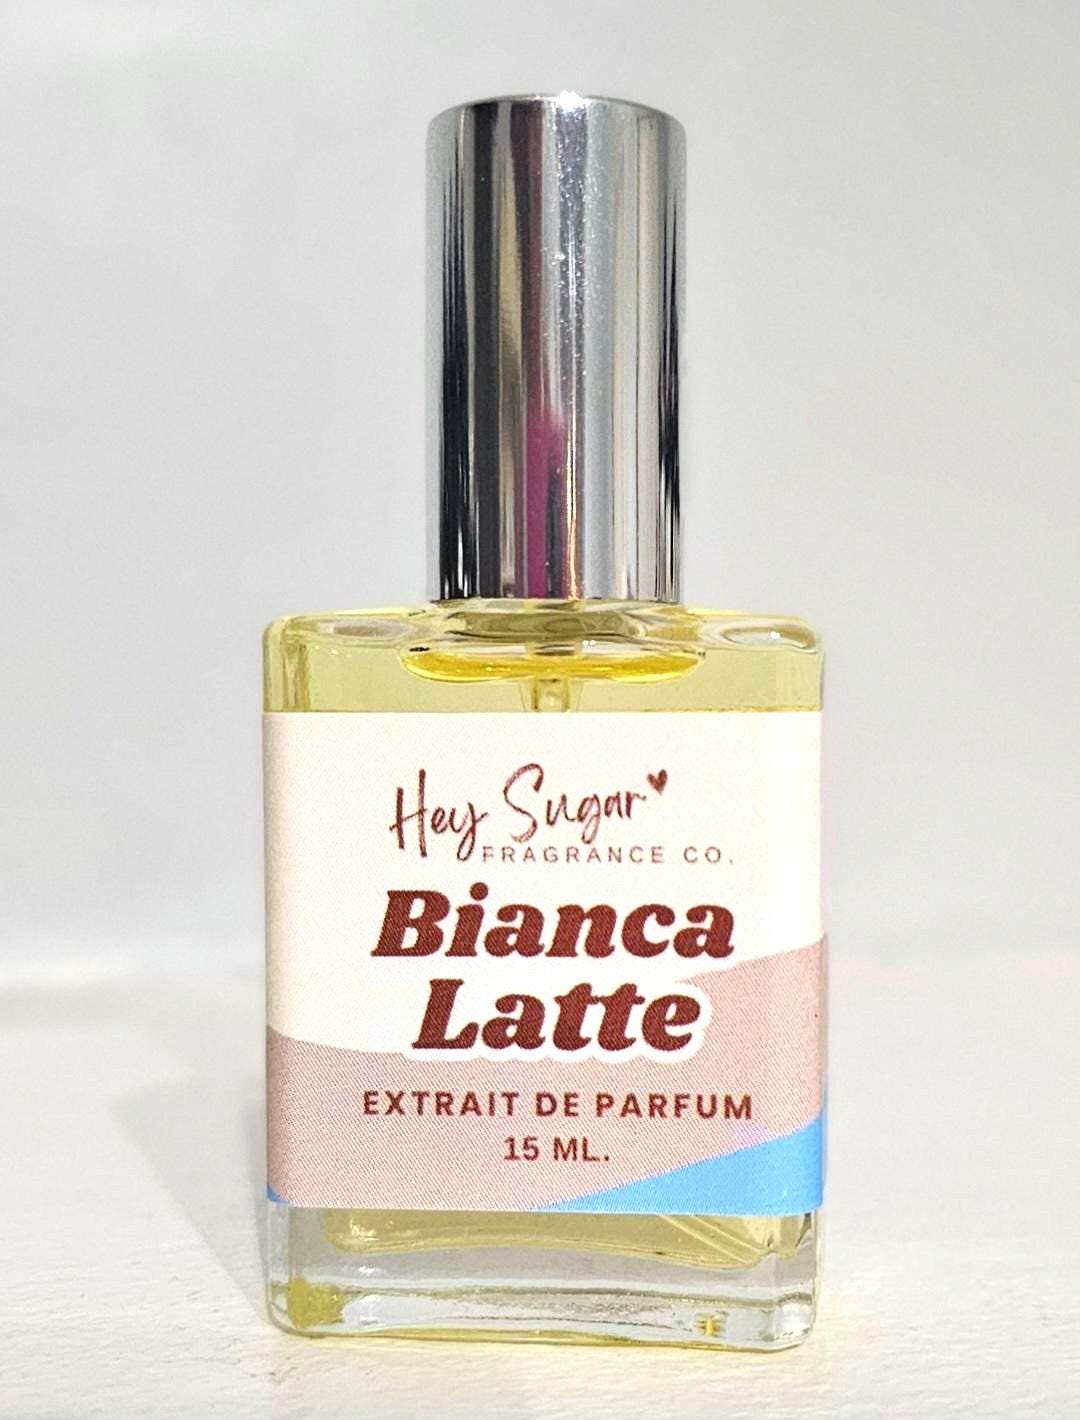 Hey Sugar
FRAGRANCE CO.
Bianca
Latte
EXTRAIT DE PARFUM
15 ML.